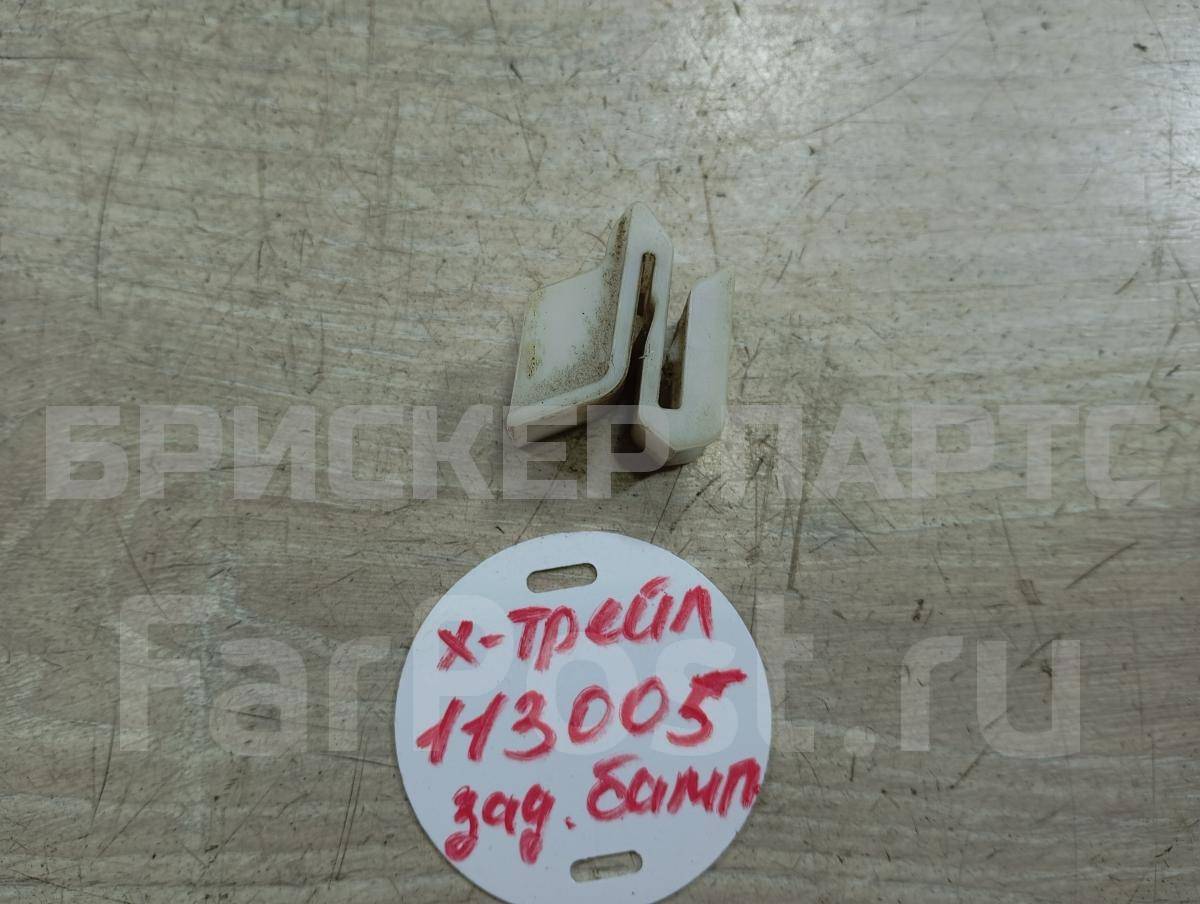 БРИСКЕР ПАРТС
FarPost.ru
х-трейл
113005
зад. бамп